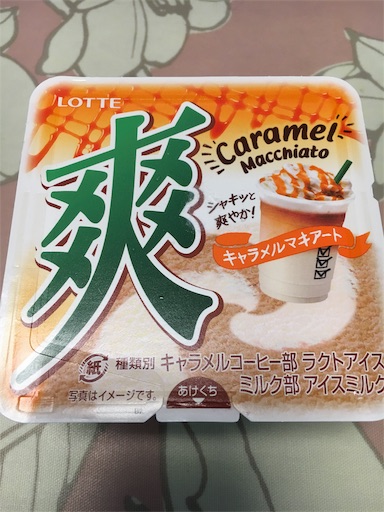 LOTTE
爽
Caramel
Macchiato
シャキッと
爽やか!
キャラメルマキアート
紙
種類別 キャラメルコーヒー部 ラクトアイス
ミルク部 アイスミルク
写真はイメージです。
あけくち